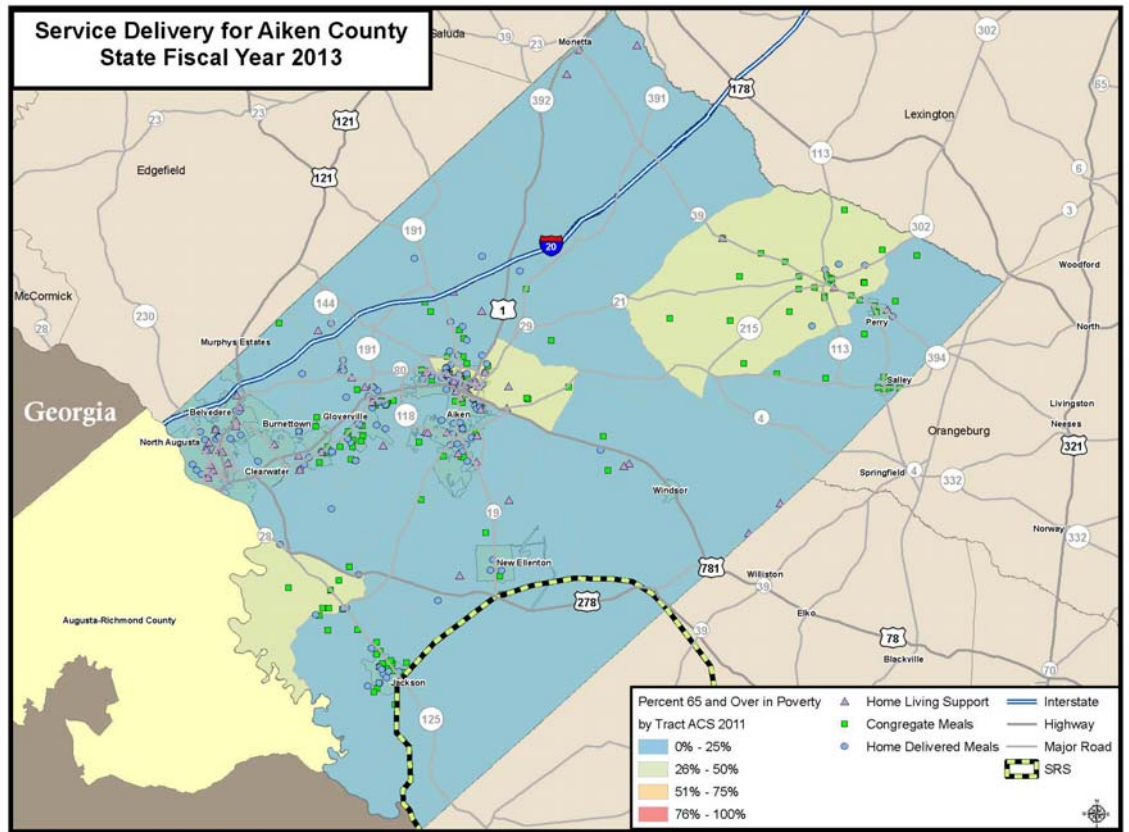 Service Delivery for Aiken County
State Fiscal Year 2013
Saluda
39
23
Monetta
302
178
65
392
391
Lexington
23
23
121
113
Edgefield
6
121
3
39
302
191
20
Woodford
McCormick
28
230
144
1
21
29
215
Perry
North
Murphys Estates
191
113
394
80
Salley
Georgia
Belvedere
Burnettown
Gloverville
118
Aiken
4
Livingston
Neeses
North Augusta
Orangeburg
321
Clearwater
Springfield
4
332
Windsor
19
28
Norway
332
New Ellenton
781
Williston
39
278
Elko
Augusta-Richmond County
39
78
Blackville
70
Jackson
125
Percent 65 and Over in Poverty
by Tract ACS 2011
0% - 25%
26% - 50%
51% - 75%
76% - 100%
Home Living Support
Congregate Meals
Home Delivered Meals
Interstate
Highway
Major Road
SRS